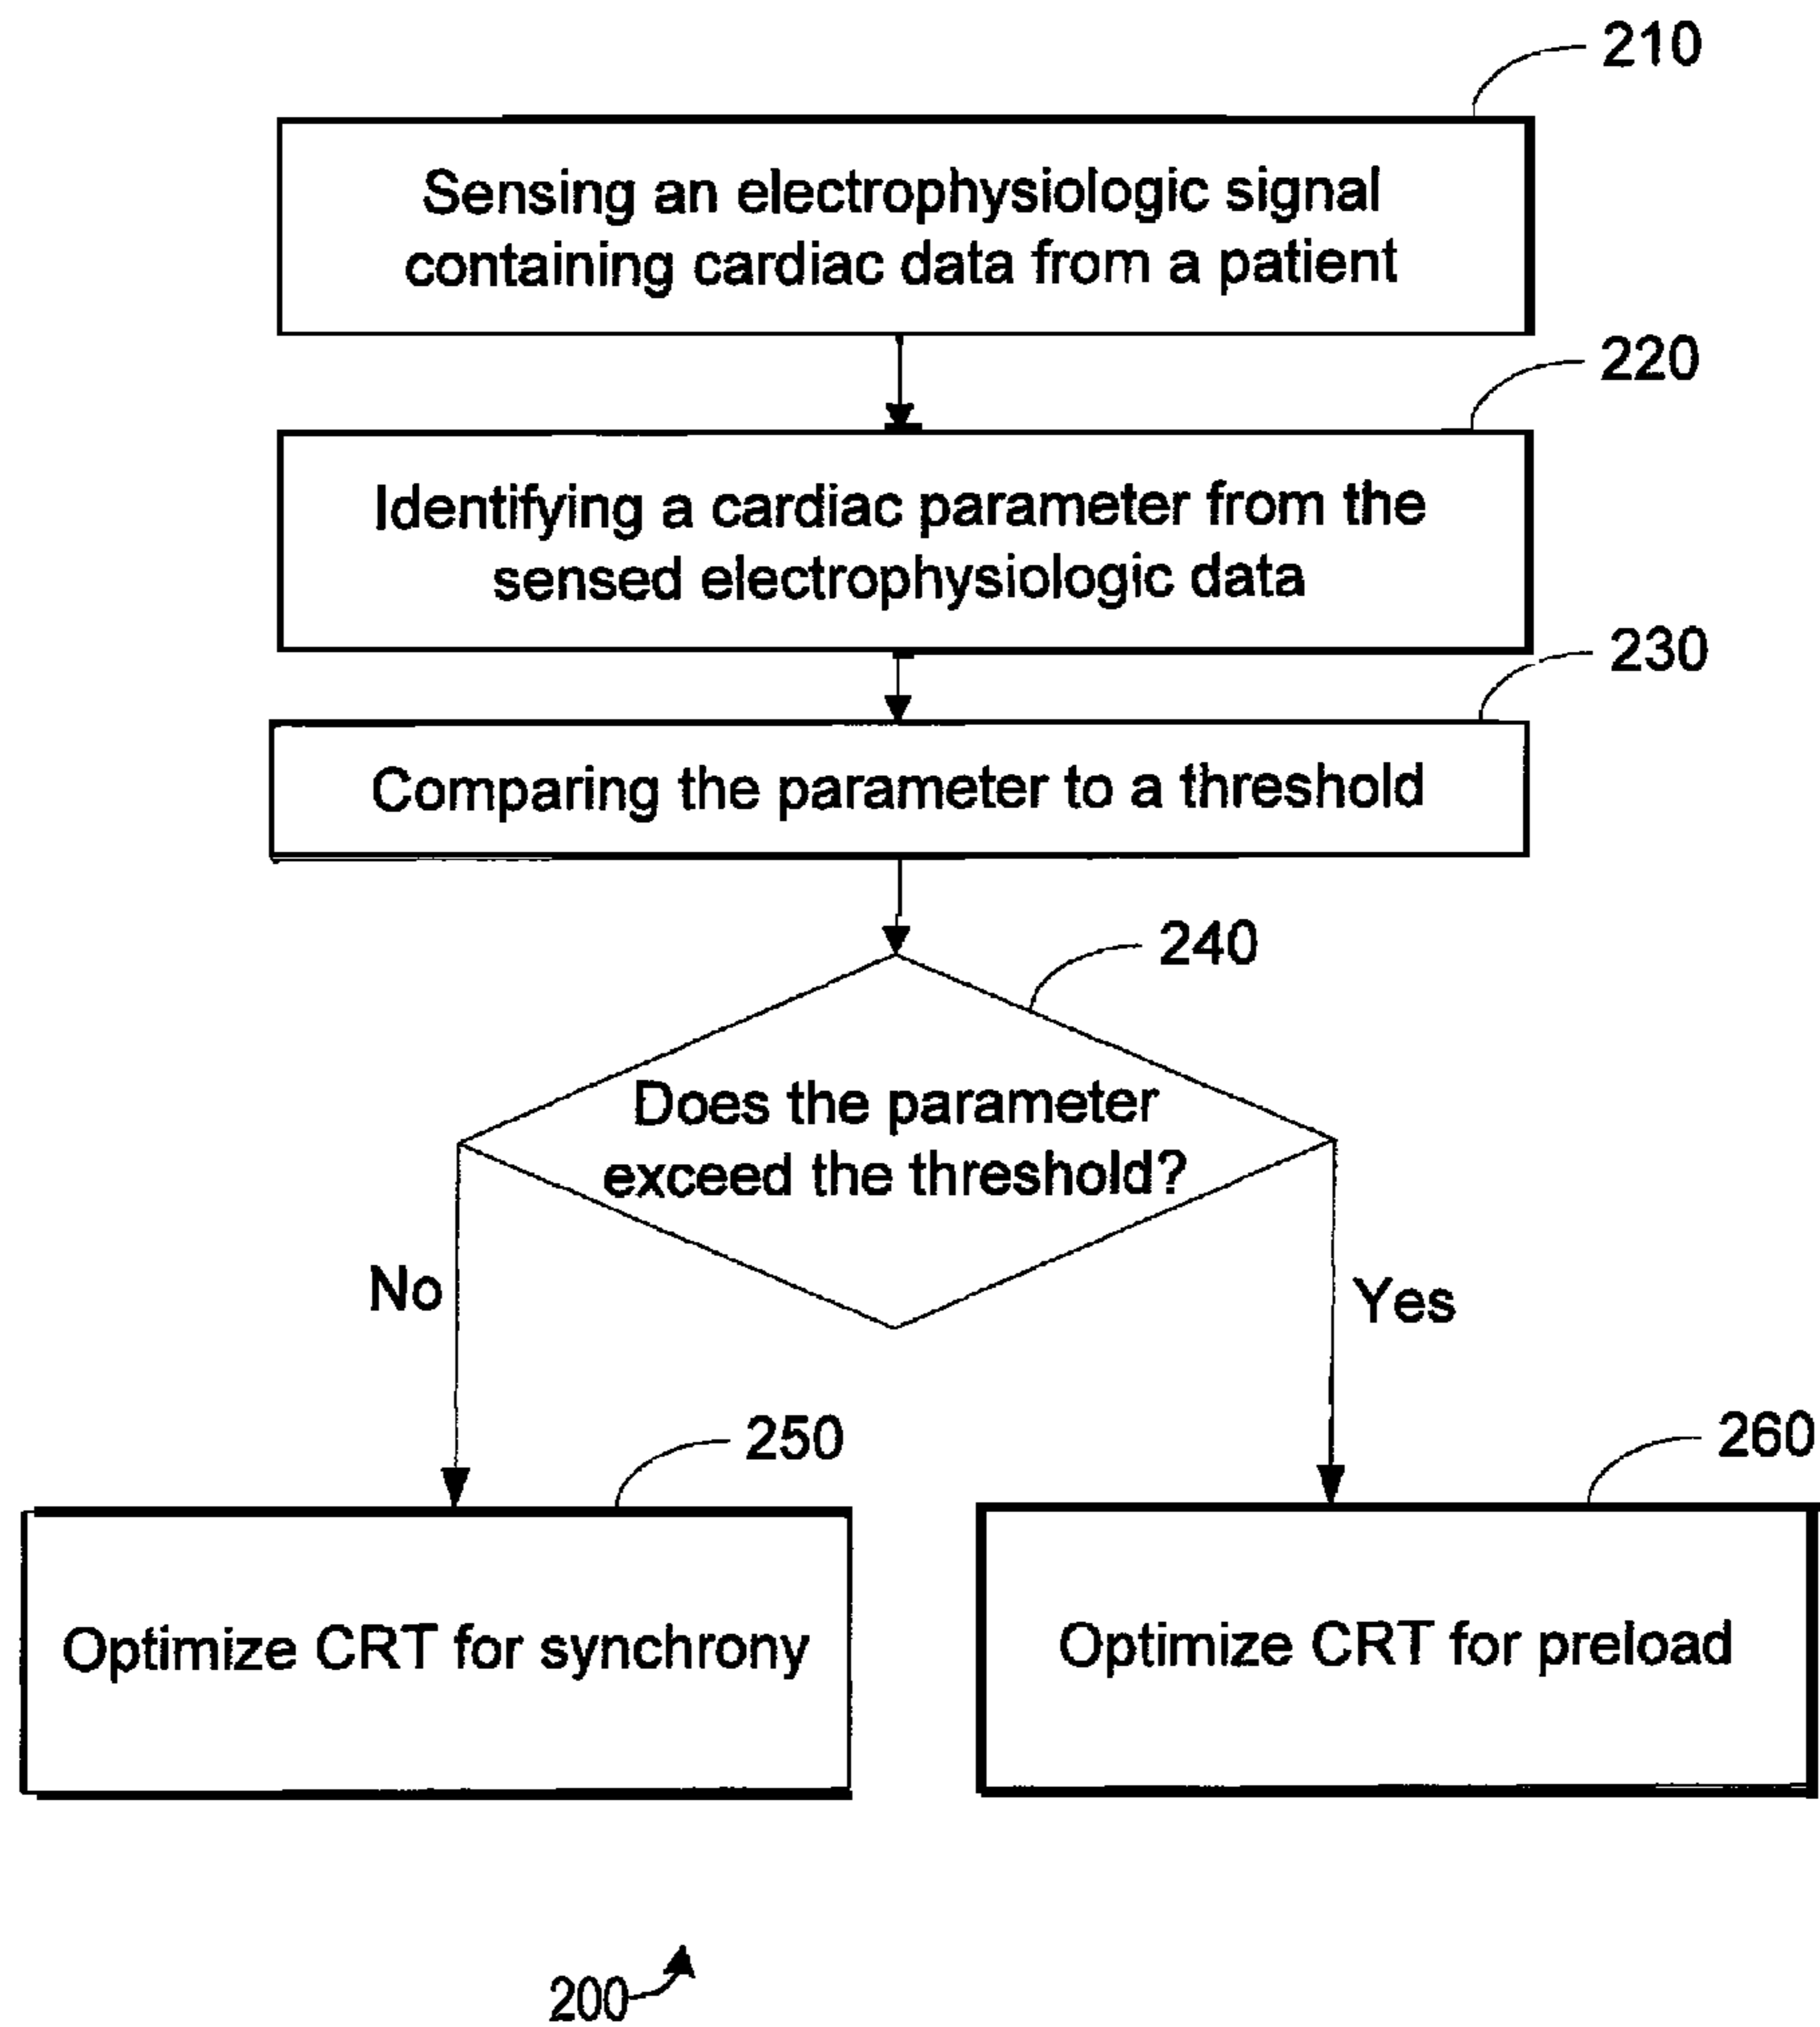 210
Sensing an electrophysiologic signal
containing cardiac data from a patient
220
Identifying a cardiac parameter from the
sensed electrophysiologic data
230
Comparing the parameter to a threshold
240
Does the parameter
exceed the threshold?
No
Yes
250
260
Optimize CRT for synchrony
Optimize CRT for preload
200